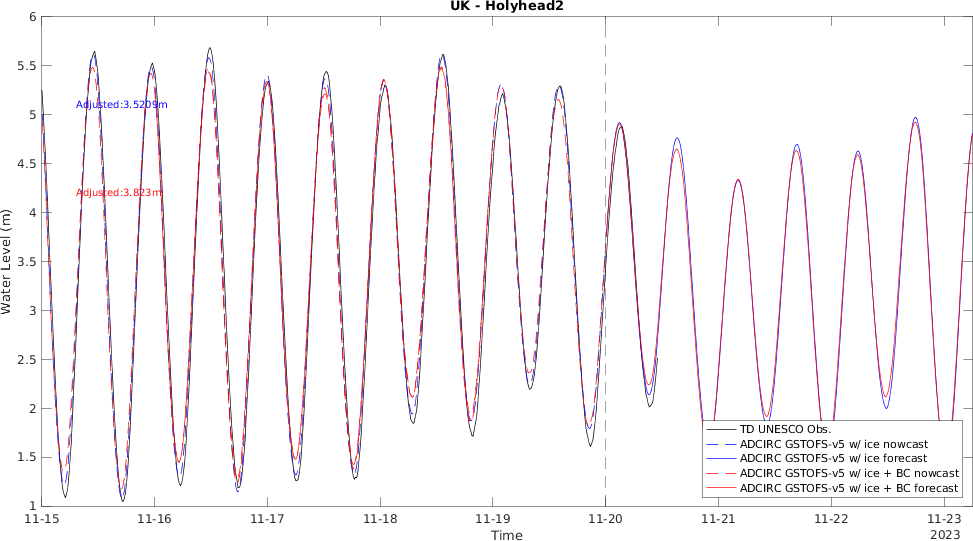 UK - Holyhead2
6
5.5
5
4.5
4
3.5
3
2.5
2
1.5
1
Water Level (m)
Adjusted:3.5209m
Adjusted:3.823m
TD UNESCO Obs.
ADCIRC GSTOFS-v5 w/ ice nowcast
ADCIRC GSTOFS-v5 w/ ice forecast
ADCIRC GSTOFS-v5 w/ ice + BC nowcast
ADCIRC GSTOFS-v5 w/ ice + BC forecast
11-15 11-16 11-17 11-18 11-19 11-20 11-21 11-22 11-23
Time 2023